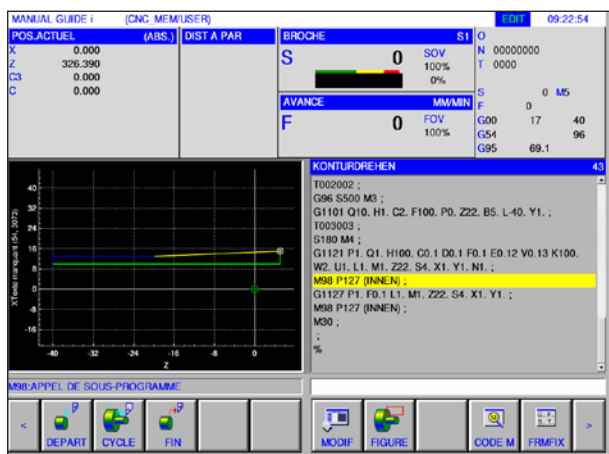 MANUAL GUIDE i (CNC_MEM/USER) EDIT 09:22:54
POS.ACTUEL (ABS.) DIST A PAR BROCHE S1 O
X 0.000 S 0 SOV N 00000000
Z 326.390 100% T 0000
C3 0.000 0%
C 0.000 S 0 M5
AVANCE MM/MIN F 0
F 0 FOV G00 17 40
100% G54 96
G95 69.1
KONTURDREHEN 43
T002002 ;
G96 S500 M3 ;
G1101 Q10. H1. C2. F100. P0. Z22. B5. L-40. Y1. ;
T003003 ;
S180 M4 ;
G1121 P1. Q1. H100. C0.1 D0.1 F0.1 E0.12 V0.13 K100.
W2. U1. L1. M1. Z22. S4. X1. Y1. N1. ;
M98 P127 (INNEN) ;
G1127 P1. F0.1 L1. M1. Z22. S4. X1. Y1. ;
M98 P127 (INNEN) ;
M30 ;
;
%
XTexte manquant (54, 3073)
40
32
24
16
8
0
-8
-16
-40 -32 -24 -16 -8 0
Z
M98:APPEL DE SOUS-PROGRAMME
< DEPART CYCLE FIN MODIF FIGURE CODE M FRMFIX >